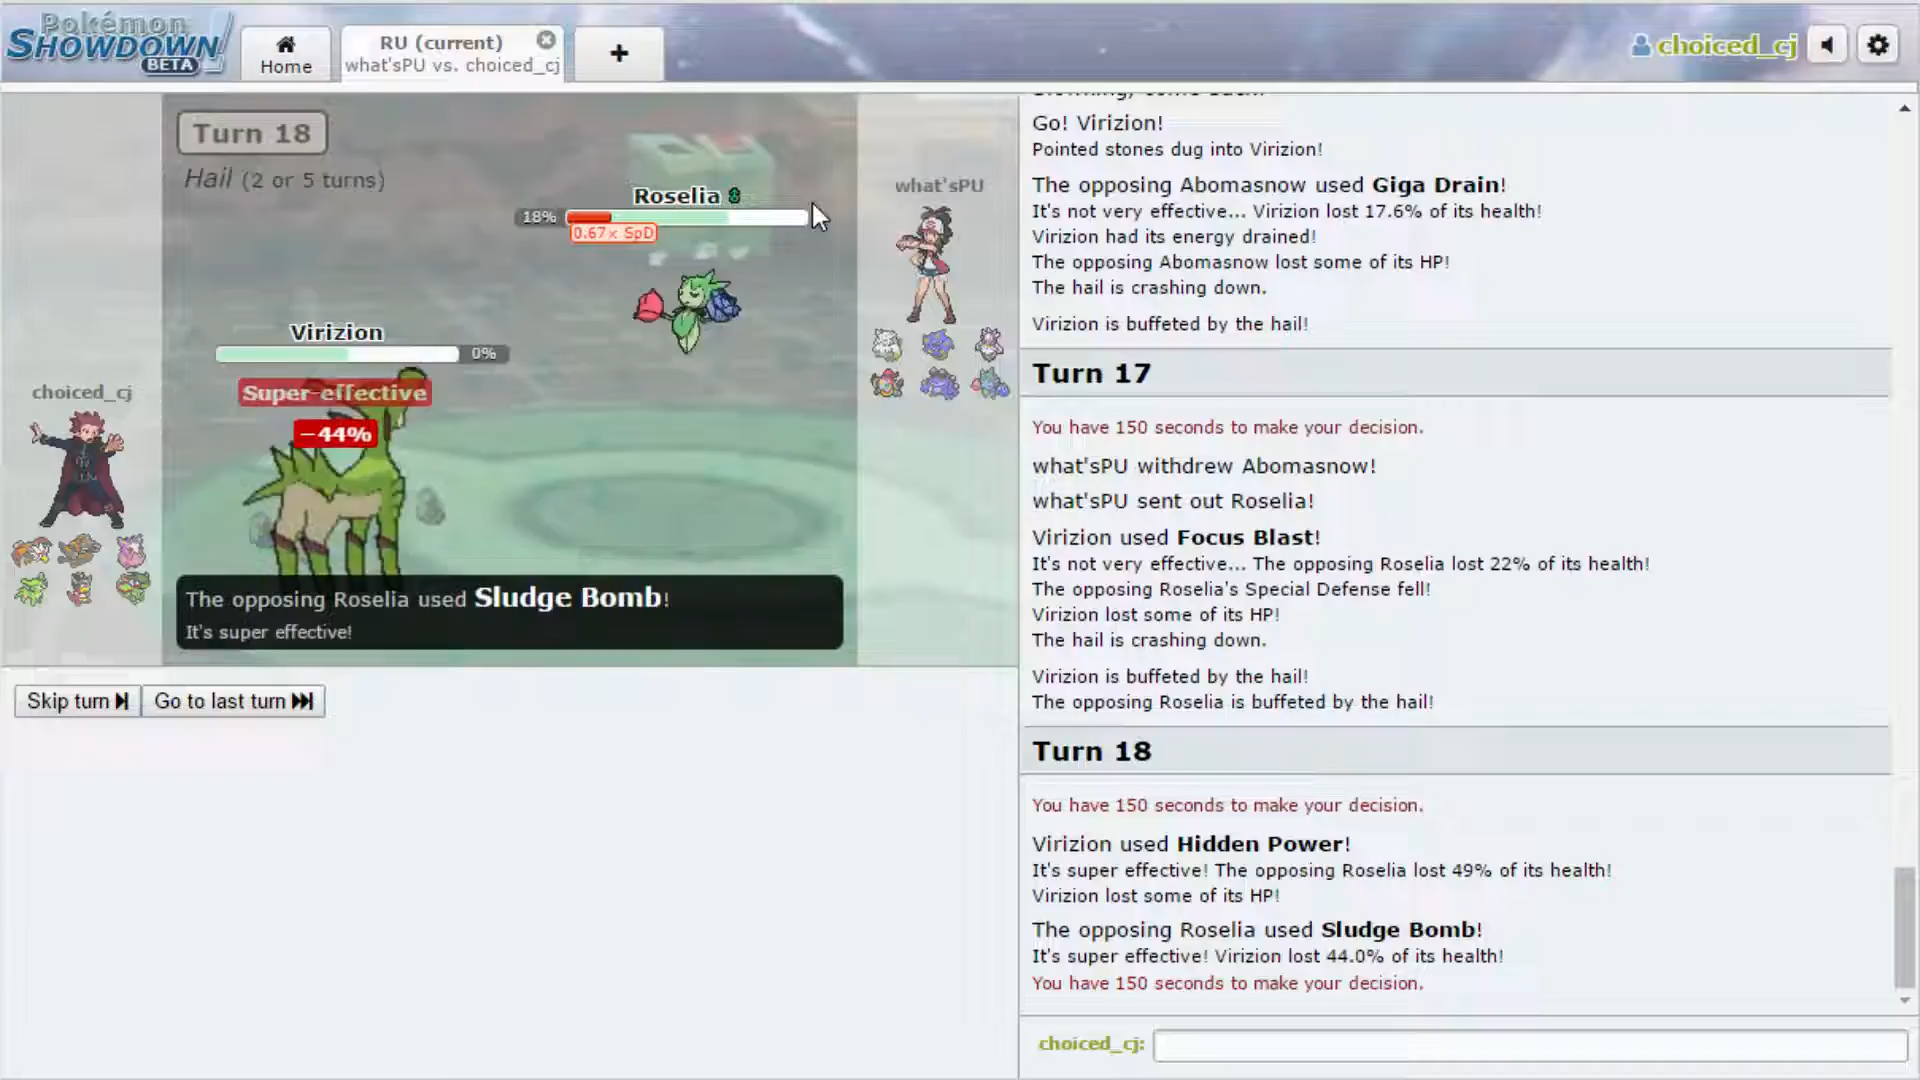 Pokémon
SHOWDOWN
BETA
Home
RU (current)
what'sPU vs. choiced_cj
+
choiced_cj
Turn 18
Hail (2 or 5 turns)
Roselia
18%
0.67× SpD
what'sPU
Virizion
0%
Super-effective
−44%
choiced_cj
The opposing Roselia used Sludge Bomb!
It's super effective!
Skip turn
Go to last turn
Go! Virizion!
Pointed stones dug into Virizion!
The opposing Abomasnow used Giga Drain!
It's not very effective... Virizion lost 17.6% of its health!
Virizion had its energy drained!
The opposing Abomasnow lost some of its HP!
The hail is crashing down.
Virizion is buffeted by the hail!
Turn 17
You have 150 seconds to make your decision.
what'sPU withdrew Abomasnow!
what'sPU sent out Roselia!
Virizion used Focus Blast!
It's not very effective... The opposing Roselia lost 22% of its health!
The opposing Roselia's Special Defense fell!
Virizion lost some of its HP!
The hail is crashing down.
Virizion is buffeted by the hail!
The opposing Roselia is buffeted by the hail!
Turn 18
You have 150 seconds to make your decision.
Virizion used Hidden Power!
It's super effective! The opposing Roselia lost 49% of its health!
Virizion lost some of its HP!
The opposing Roselia used Sludge Bomb!
It's super effective! Virizion lost 44.0% of its health!
You have 150 seconds to make your decision.
choiced_cj: